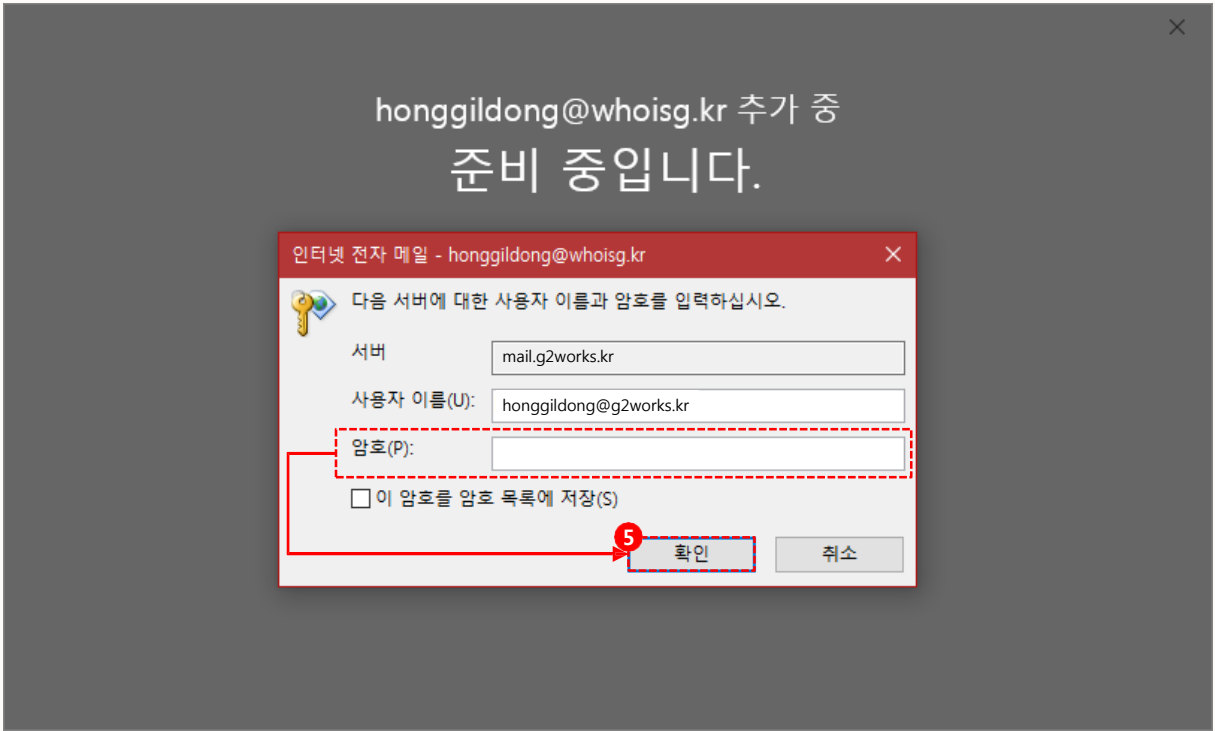 honggildong@whoisg.kr 추가 중
준비 중입니다.
인터넷 전자 메일 - honggildong@whoisg.kr
다음 서버에 대한 사용자 이름과 암호를 입력하십시오.
서버
mail.g2works.kr
사용자 이름(U):
honggildong@g2works.kr
암호(P):
이 암호를 암호 목록에 저장(S)
5
확인
취소